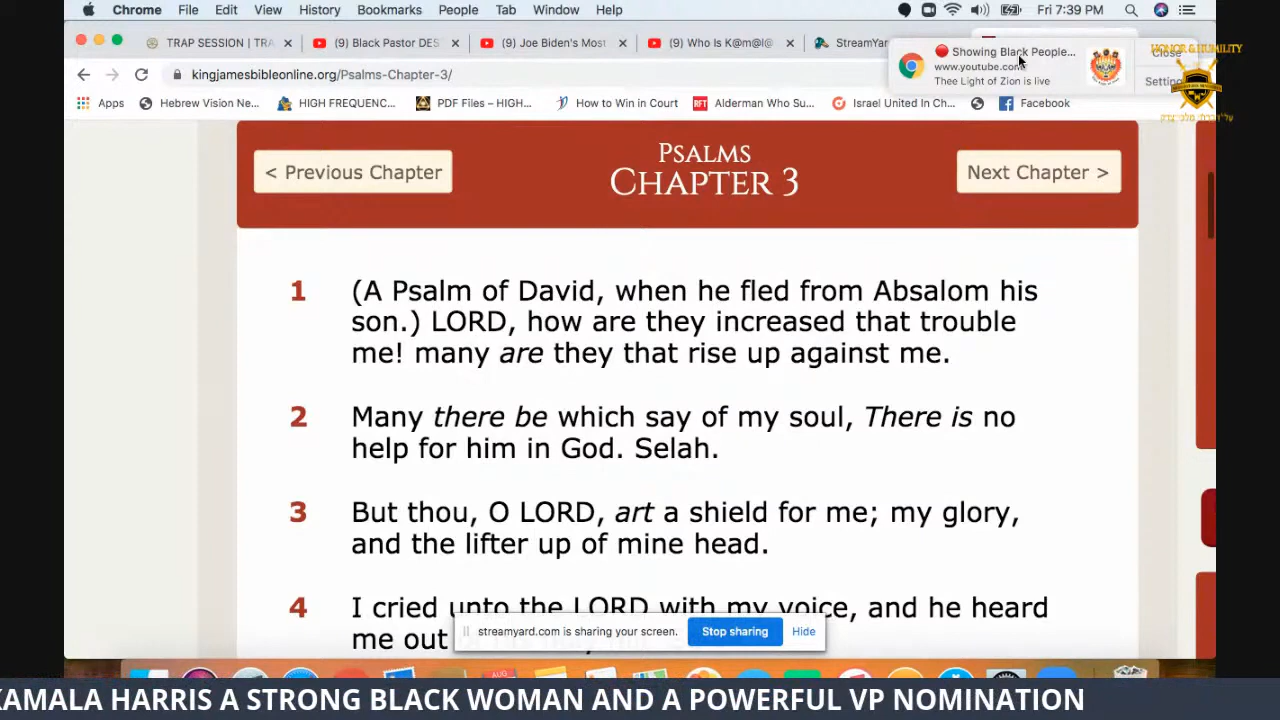 Chrome File Edit View History Bookmarks People Tab Window Help Fri 7:39 PM
TRAP SESSION | TRA (9) Black Pastor DES (9) Joe Biden's Most (9) Who Is K@m@l@ StreamYar
Showing Black People...
www.youtube.com
Thee Light of Zion is live
Close
Settin
HONOR & HUMILITY
kingjamesbibleonline.org/Psalms-Chapter-3/
Apps Hebrew Vision Ne... HIGH FREQUENC... PDF Files – HIGH... How to Win in Court RFT Alderman Who Su... Israel United In Ch... Facebook
PSALMS
< Previous Chapter CHAPTER 3 Next Chapter >
1 (A Psalm of David, when he fled from Absalom his
son.) LORD, how are they increased that trouble
me! many are they that rise up against me.
2 Many there be which say of my soul, There is no
help for him in God. Selah.
3 But thou, O LORD, art a shield for me; my glory,
and the lifter up of mine head.
4 I cried unto the LORD with my voice, and he heard
me out
streamyard.com is sharing your screen. Stop sharing Hide
AUG
KAMALA HARRIS A STRONG BLACK WOMAN AND A POWERFUL VP NOMINATION